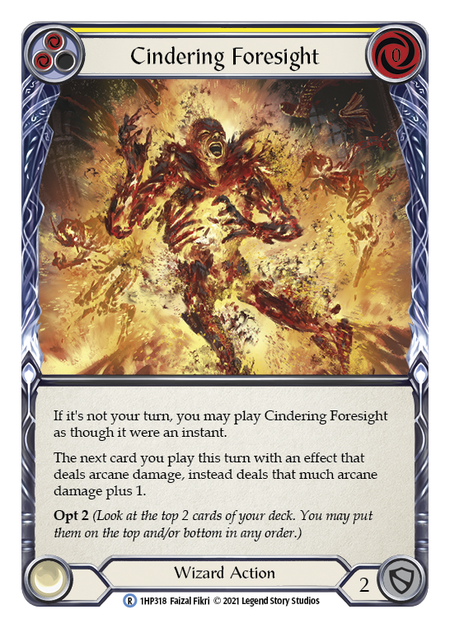 Cindering Foresight
0
If it's not your turn, you may play Cindering Foresight
as though it were an instant.
The next card you play this turn with an effect that
deals arcane damage, instead deals that much arcane
damage plus 1.
Opt 2 (Look at the top 2 cards of your deck. You may put
them on the top and/or bottom in any order.)
Wizard Action
2
R 1HP318 Faizal Fikri © 2021 Legend Story Studios